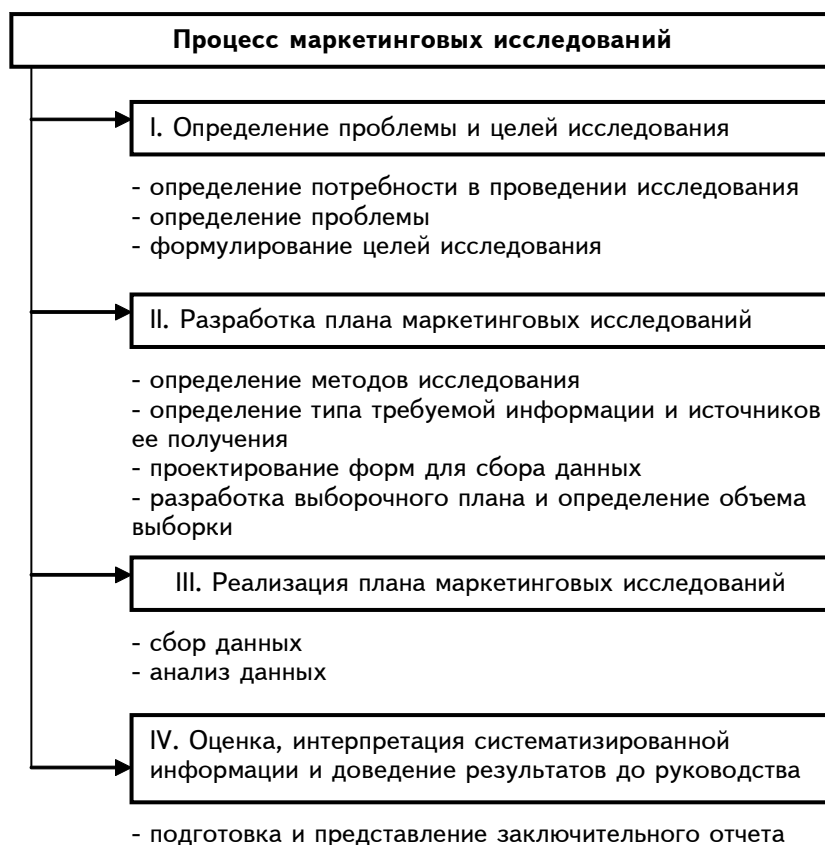 Процесс маркетинговых исследований
I. Определение проблемы и целей исследования
- определение потребности в проведении исследования
- определение проблемы
- формулирование целей исследования
II. Разработка плана маркетинговых исследований
- определение методов исследования
- определение типа требуемой информации и источников
ее получения
- проектирование форм для сбора данных
- разработка выборочного плана и определение объема
выборки
III. Реализация плана маркетинговых исследований
- сбор данных
- анализ данных
IV. Оценка, интерпретация систематизированной
информации и доведение результатов до руководства
- подготовка и представление заключительного отчета